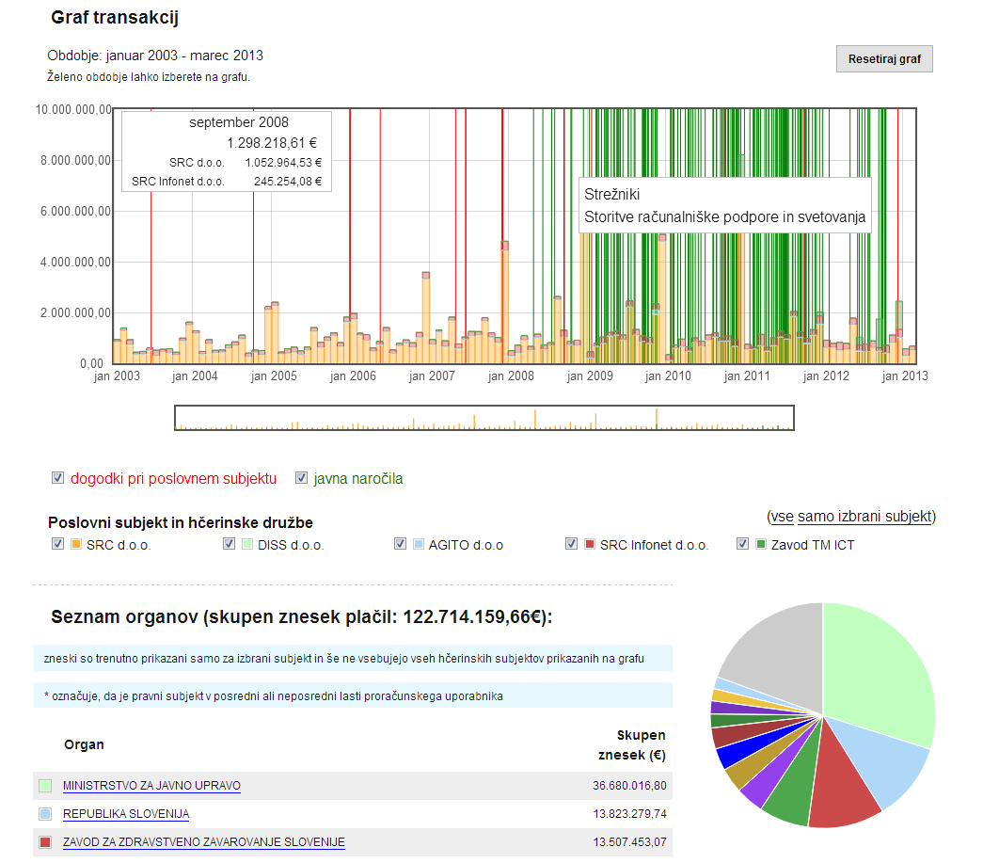 Graf transakcij
Obdobje: januar 2003 - marec 2013
Želeno obdobje lahko izberete na grafu.
Resetiraj graf
10.000.000,00
8.000.000,00
6.000.000,00
4.000.000,00
2.000.000,00
0,00
september 2008
1.298.218,61 €
SRC d.o.o. 1.052.964,53 €
SRC Infonet d.o.o. 245.254,08 €
Strežniki
Storitve računalniške podpore in svetovanja
jan 2003 jan 2004 jan 2005 jan 2006 jan 2007 jan 2008 jan 2009 jan 2010 jan 2011 jan 2012 jan 2013
dogodki pri poslovnem subjektu javna naročila
Poslovni subjekt in hčerinske družbe
(vse samo izbrani subjekt)
SRC d.o.o. DISS d.o.o. AGITO d.o.o SRC Infonet d.o.o. Zavod TM ICT
Seznam organov (skupen znesek plačil: 122.714.159,66€):
zneski so trenutno prikazani samo za izbrani subjekt in še ne vsebujejo vseh hčerinskih subjektov prikazanih na grafu
* označuje, da je pravni subjekt v posredni ali neposredni lasti proračunskega uporabnika
Organ
Skupen
znesek (€)
MINISTRSTVO ZA JAVNO UPRAVO 36.680.016,80
REPUBLIKA SLOVENIJA 13.823.279,74
ZAVOD ZA ZDRAVSTVENO ZAVAROVANJE SLOVENIJE 13.507.453,07